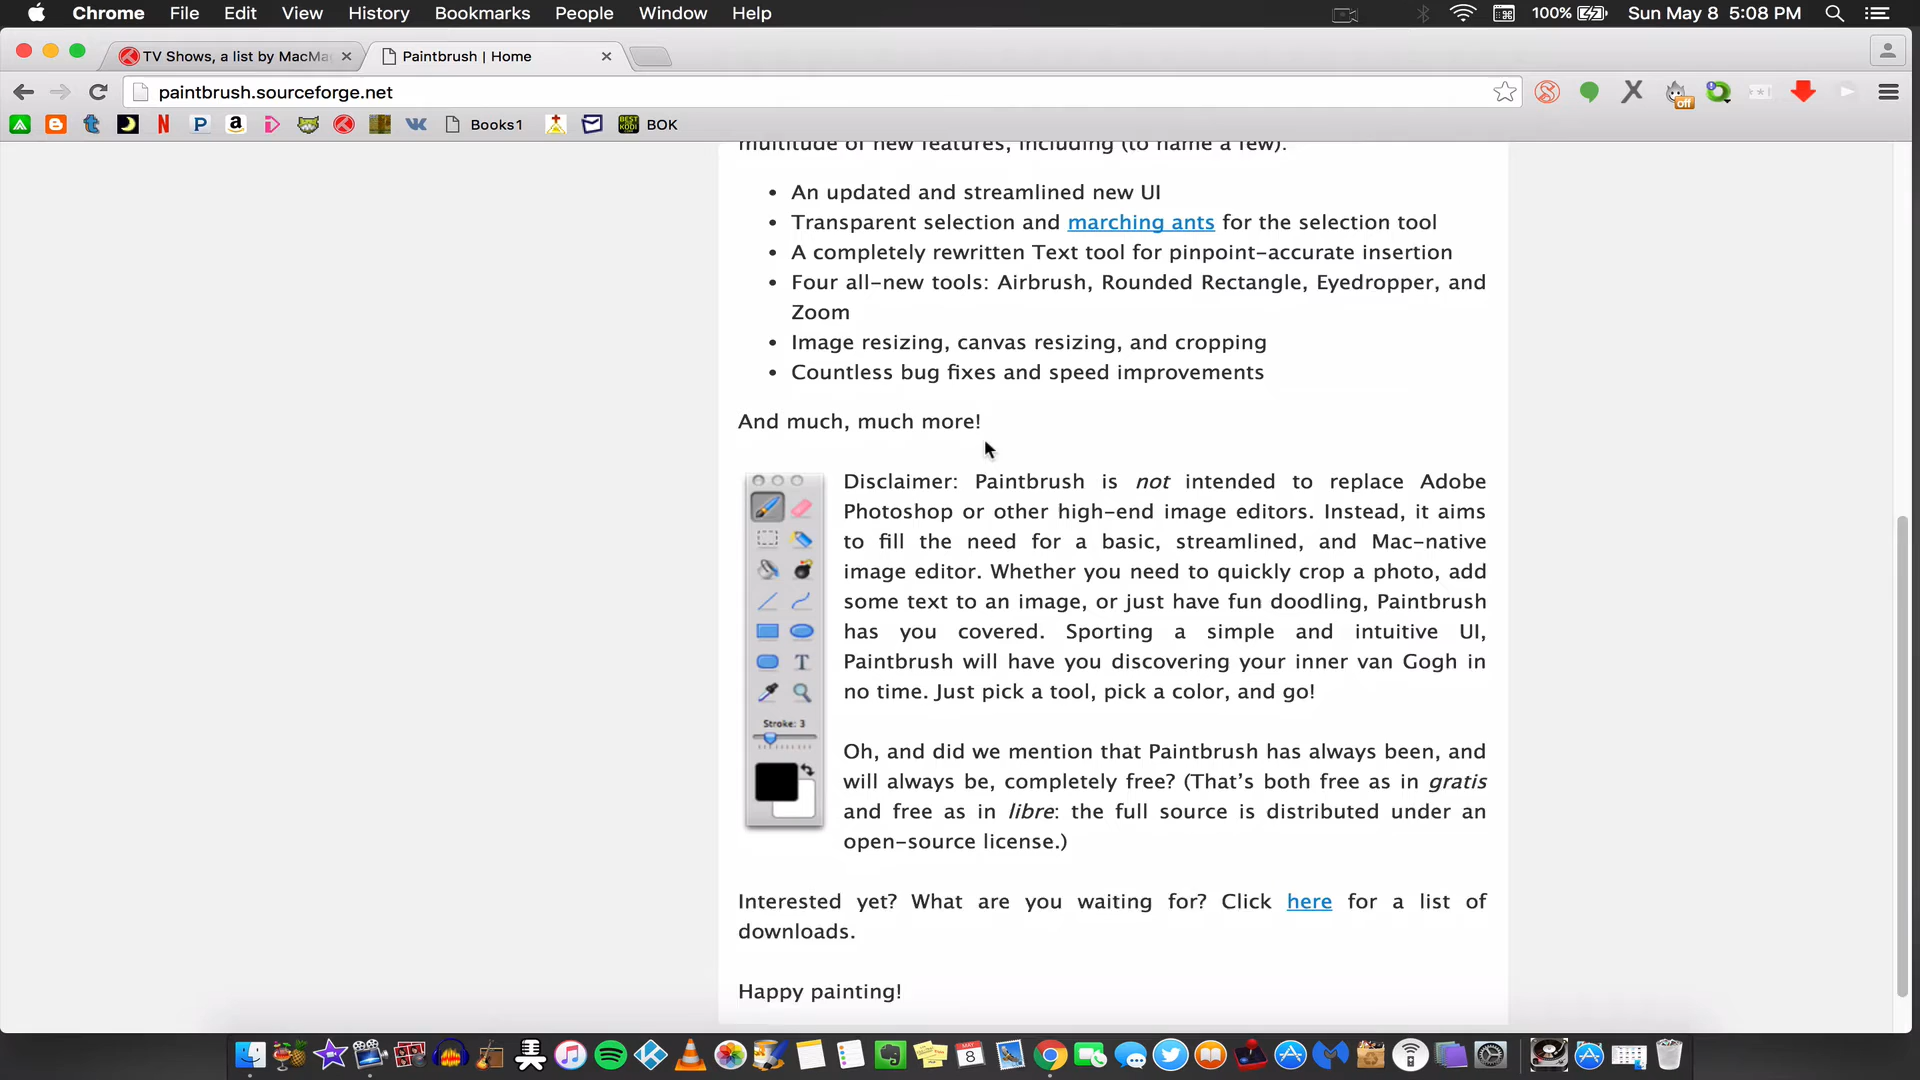 Chrome File Edit View History Bookmarks People Window Help 100% Sun May 8 5:08 PM
TV Shows, a list by MacMa Paintbrush | Home
paintbrush.sourceforge.net
off
Books1 BOK
multitude of new features, including (to name a few):
• An updated and streamlined new UI
• Transparent selection and marching ants for the selection tool
• A completely rewritten Text tool for pinpoint-accurate insertion
• Four all-new tools: Airbrush, Rounded Rectangle, Eyedropper, and
Zoom
• Image resizing, canvas resizing, and cropping
• Countless bug fixes and speed improvements
And much, much more!
Disclaimer: Paintbrush is not intended to replace Adobe
Photoshop or other high-end image editors. Instead, it aims
to fill the need for a basic, streamlined, and Mac-native
image editor. Whether you need to quickly crop a photo, add
some text to an image, or just have fun doodling, Paintbrush
has you covered. Sporting a simple and intuitive UI,
Paintbrush will have you discovering your inner van Gogh in
no time. Just pick a tool, pick a color, and go!
Stroke: 3
Oh, and did we mention that Paintbrush has always been, and
will always be, completely free? (That's both free as in gratis
and free as in libre: the full source is distributed under an
open-source license.)
Interested yet? What are you waiting for? Click here for a list of
downloads.
Happy painting!